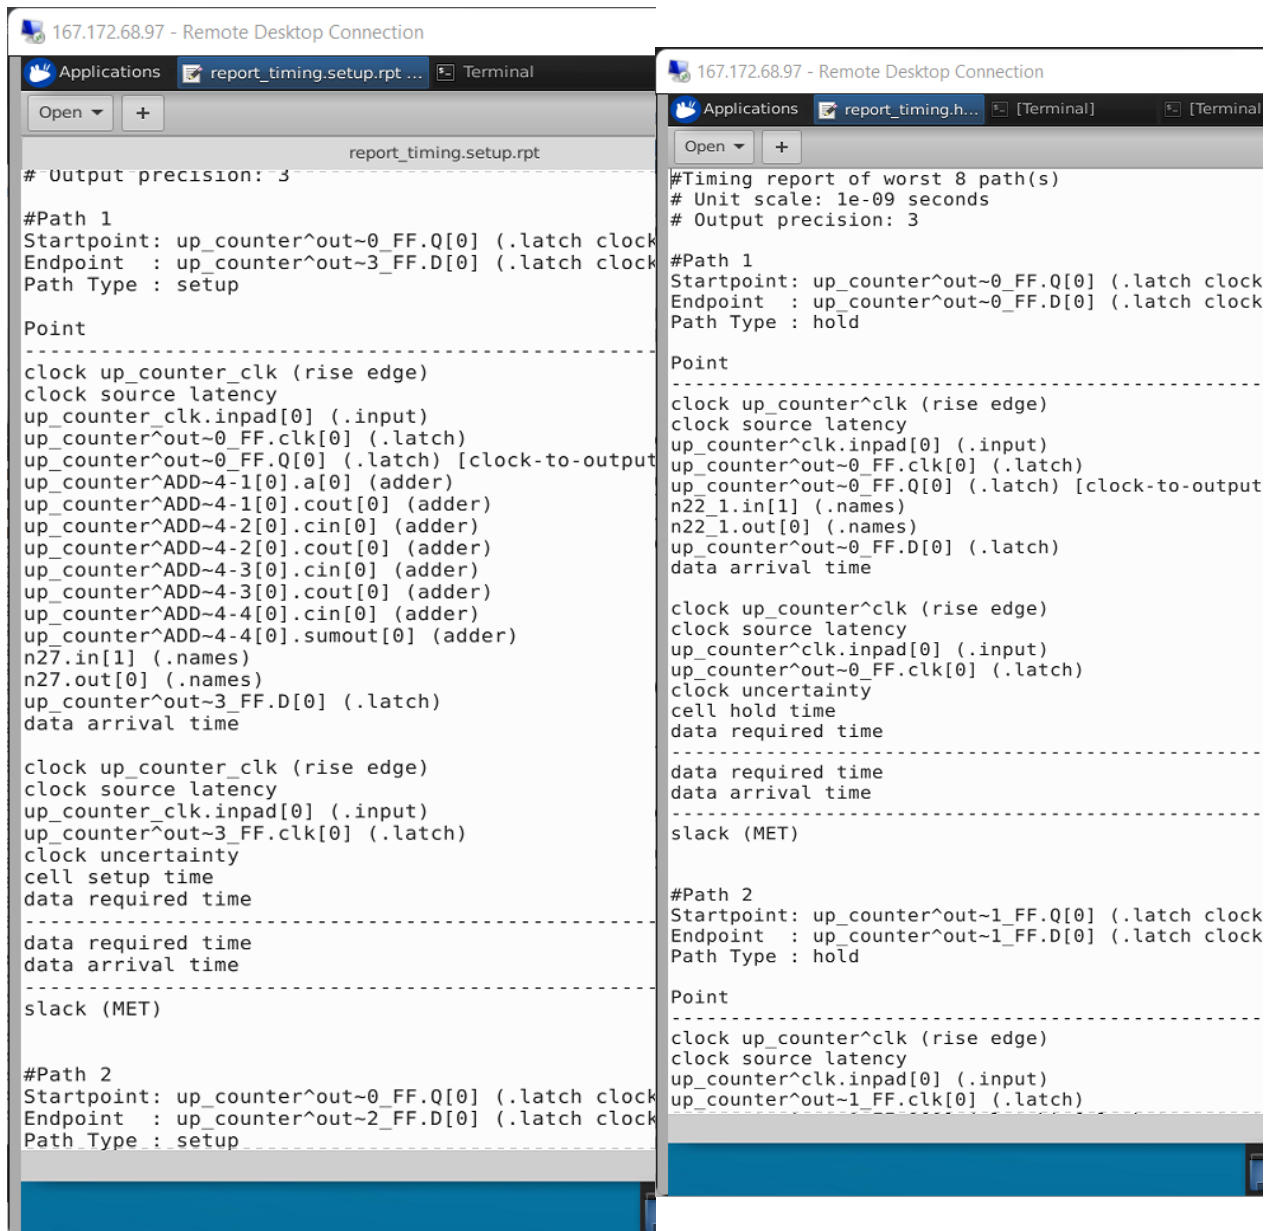 167.172.68.97 - Remote Desktop Connection
Applications report_timing.setup.rpt ... Terminal
Open +
report_timing.setup.rpt
# Output precision: 3
#Path 1
Startpoint: up_counter^out~0_FF.Q[0] (.latch clock
Endpoint  : up_counter^out~3_FF.D[0] (.latch clock
Path Type : setup
Point
--------------------------------------------------
clock up_counter_clk (rise edge)
clock source latency
up_counter_clk.inpad[0] (.input)
up_counter^out~0_FF.clk[0] (.latch)
up_counter^out~0_FF.Q[0] (.latch) [clock-to-output
up_counter^ADD~4-1[0].a[0] (adder)
up_counter^ADD~4-1[0].cout[0] (adder)
up_counter^ADD~4-2[0].cin[0] (adder)
up_counter^ADD~4-2[0].cout[0] (adder)
up_counter^ADD~4-3[0].cin[0] (adder)
up_counter^ADD~4-3[0].cout[0] (adder)
up_counter^ADD~4-4[0].cin[0] (adder)
up_counter^ADD~4-4[0].sumout[0] (adder)
n27.in[1] (.names)
n27.out[0] (.names)
up_counter^out~3_FF.D[0] (.latch)
data arrival time
clock up_counter_clk (rise edge)
clock source latency
up_counter_clk.inpad[0] (.input)
up_counter^out~3_FF.clk[0] (.latch)
clock uncertainty
cell setup time
data required time
--------------------------------------------------
data required time
data arrival time
--------------------------------------------------
slack (MET)
#Path 2
Startpoint: up_counter^out~0_FF.Q[0] (.latch clock
Endpoint  : up_counter^out~2_FF.D[0] (.latch clock
Path Type : setup
167.172.68.97 - Remote Desktop Connection
Applications report_timing.h... [Terminal] [Terminal
Open +
#Timing report of worst 8 path(s)
# Unit scale: 1e-09 seconds
# Output precision: 3
#Path 1
Startpoint: up_counter^out~0_FF.Q[0] (.latch clock
Endpoint  : up_counter^out~0_FF.D[0] (.latch clock
Path Type : hold
Point
--------------------------------------------------
clock up_counter^clk (rise edge)
clock source latency
up_counter^clk.inpad[0] (.input)
up_counter^out~0_FF.clk[0] (.latch)
up_counter^out~0_FF.Q[0] (.latch) [clock-to-output
n22_1.in[1] (.names)
n22_1.out[0] (.names)
up_counter^out~0_FF.D[0] (.latch)
data arrival time
clock up_counter^clk (rise edge)
clock source latency
up_counter^clk.inpad[0] (.input)
up_counter^out~0_FF.clk[0] (.latch)
clock uncertainty
cell hold time
data required time
--------------------------------------------------
data required time
data arrival time
--------------------------------------------------
slack (MET)
#Path 2
Startpoint: up_counter^out~1_FF.Q[0] (.latch clock
Endpoint  : up_counter^out~1_FF.D[0] (.latch clock
Path Type : hold
Point
--------------------------------------------------
clock up_counter^clk (rise edge)
clock source latency
up_counter^clk.inpad[0] (.input)
up_counter^out~1_FF.clk[0] (.latch)